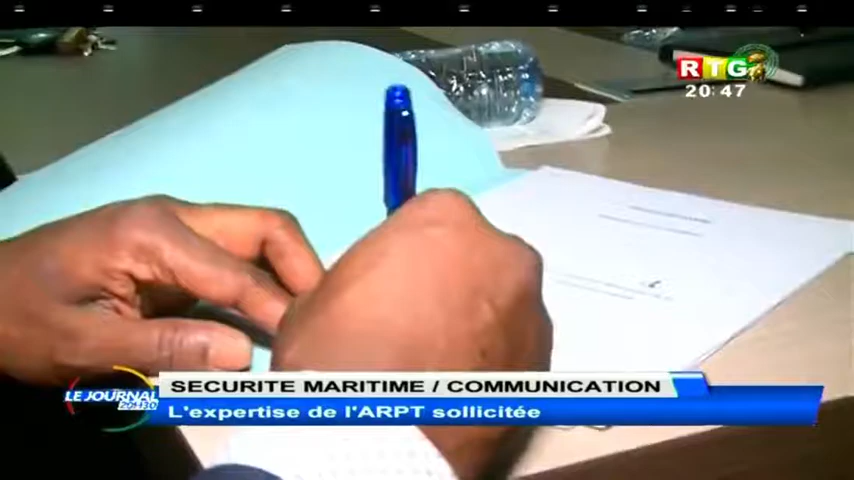 RTG
20:47
SECURITE MARITIME / COMMUNICATION
LE JOURNAL
20H30
L'expertise de l'ARPT sollicitée